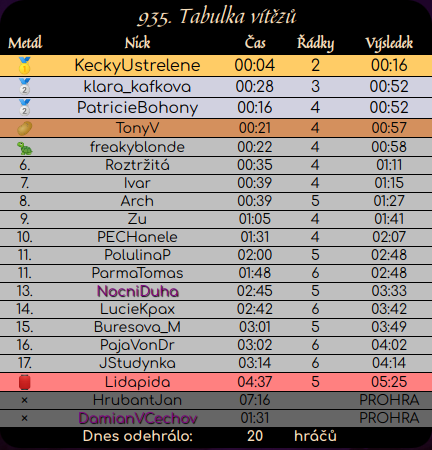 935. Tabulka vítězů
Metál Nick Čas Řádky Výsledek
KeckyUstrelene 00:04 2 00:16
2 klara_kafkova 00:28 3 00:52
2 PatricieBohony 00:16 4 00:52
TonyV 00:21 4 00:57
freakyblonde 00:22 4 00:58
6. Roztržitá 00:35 4 01:11
7. Ivar 00:39 4 01:15
8. Arch 00:39 5 01:27
9. Zu 01:05 4 01:41
10. PECHanele 01:31 4 02:07
11. PolulinaP 02:00 5 02:48
11. ParmaTomas 01:48 6 02:48
13. NocniDuha 02:45 5 03:33
14. LucieKpax 02:42 6 03:42
15. Buresova_M 03:01 5 03:49
16. PajaVonDr 03:02 6 04:02
17. JStudynka 03:14 6 04:14
Lidapida 04:37 5 05:25
× HrubantJan 07:16 PROHRA
× DamianVCechov 01:31 PROHRA
Dnes odehrálo: 20 hráčů